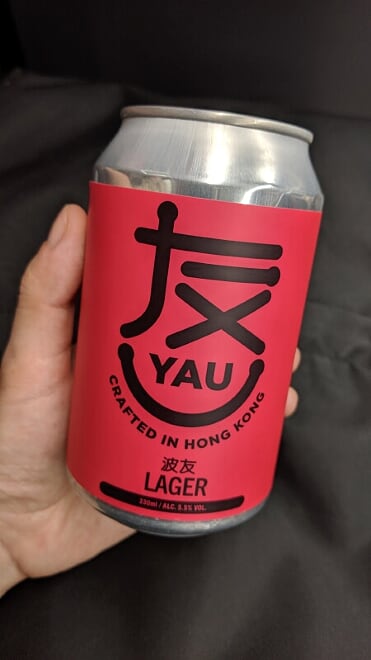 友
YAU
CRAFTED IN HONG KONG
波友
LAGER
330ml / ALC. 5.5% VOL.